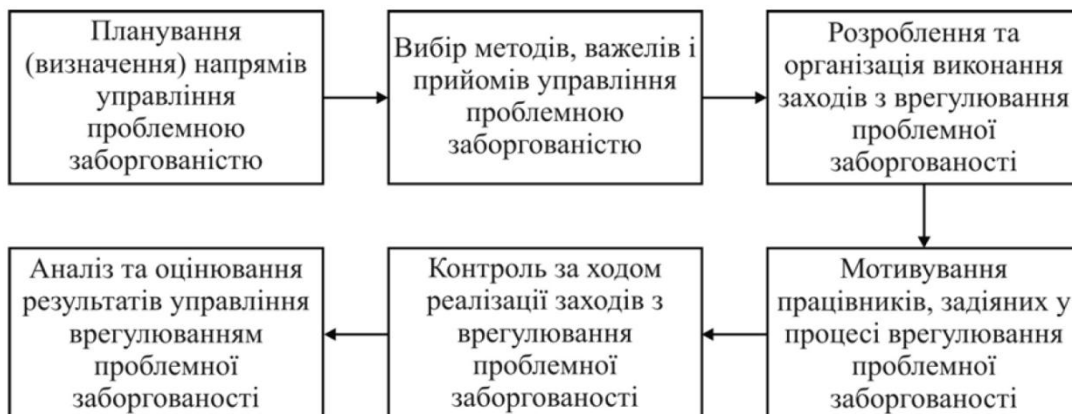 Планування
(визначення) напрямів
управління
проблемною
заборгованістю
Вибір методів, важелів і
прийомів управління
проблемною
заборгованістю
Розроблення та
організація виконання
заходів з врегулювання
проблемної
заборгованості
Мотивування
працівників, задіяних у
процесі врегулювання
проблемної
заборгованості
Контроль за ходом
реалізації заходів з
врегулювання
проблемної
заборгованості
Аналіз та оцінювання
результатів управління
врегулюванням
проблемної
заборгованості